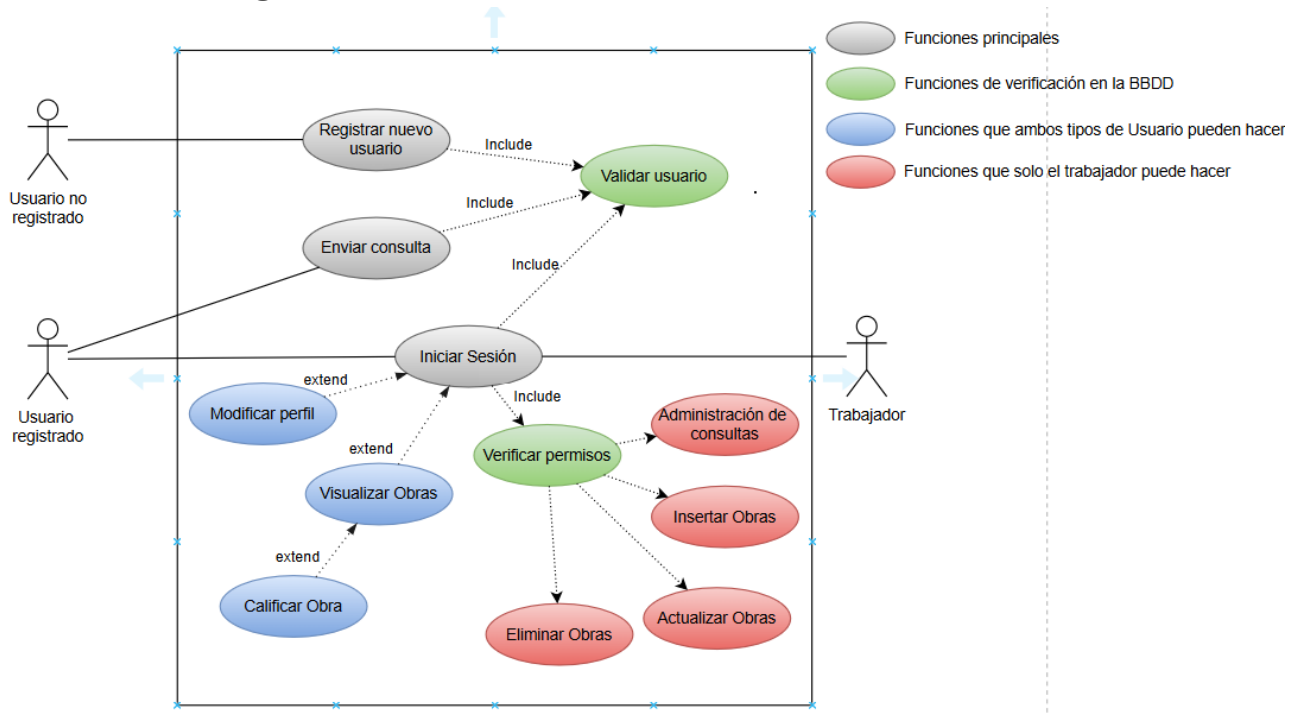 Funciones principales
Funciones de verificación en la BBDD
Funciones que ambos tipos de Usuario pueden hacer
Funciones que solo el trabajador puede hacer
Registrar nuevo
usuario
Include
Validar usuario
Usuario no
registrado
Include
Enviar consulta
Include
Iniciar Sesión
extend
Include
Modificar perfil
Usuario
registrado
Trabajador
Administración de
consultas
extend
Verificar permisos
Visualizar Obras
Insertar Obras
extend
Calificar Obra
Actualizar Obras
Eliminar Obras